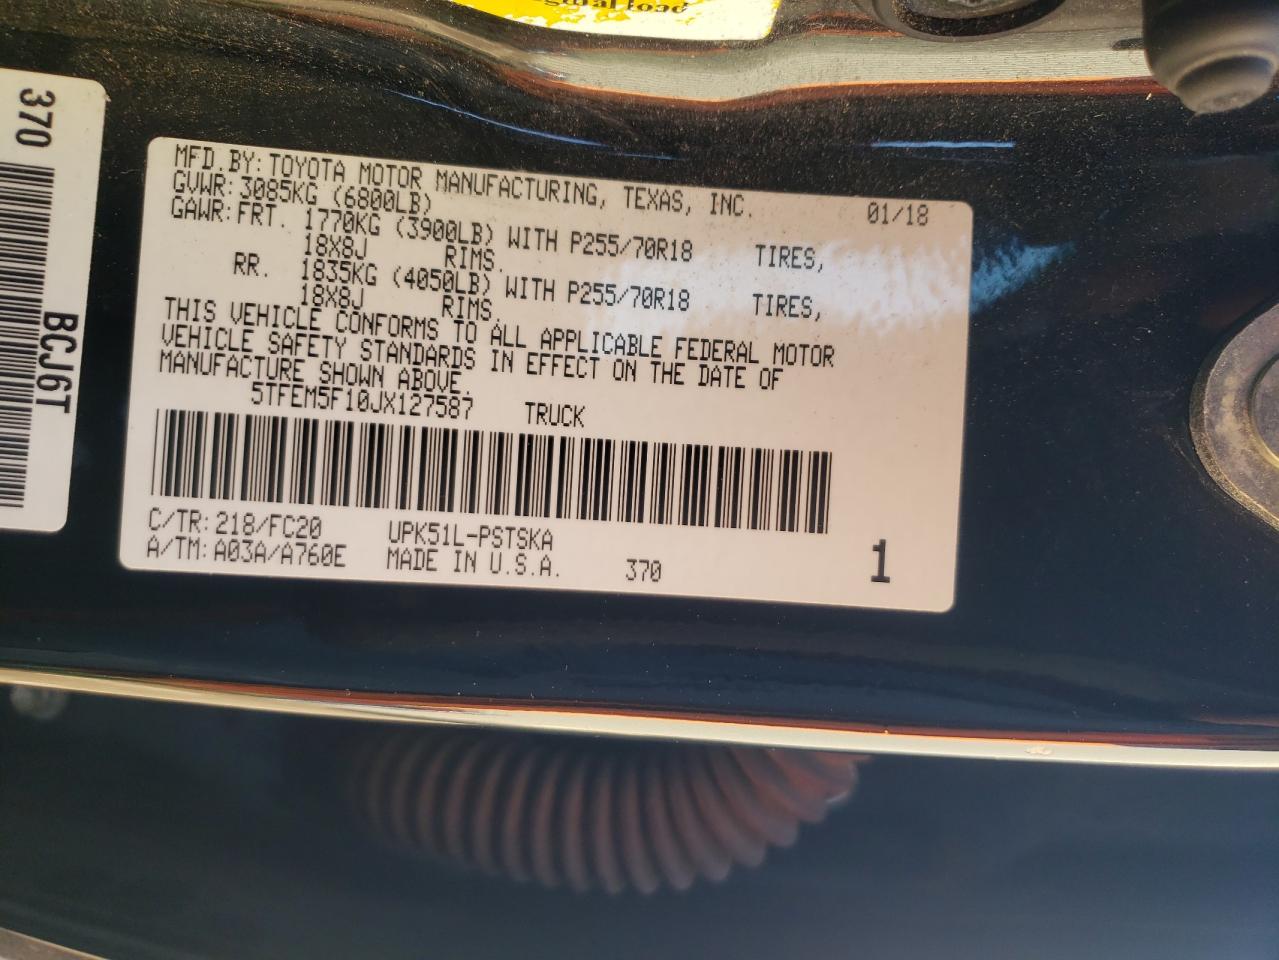 gwal load
370
BCJ6T
MFD.BY: TOYOTA MOTOR MANUFACTURING, TEXAS, INC. 01/18
GVWR: 3085KG (6800LB)
GAWR: FRT. 1770KG (3900LB) WITH P255/70R18 TIRES,
18X8J RIMS.
RR. 1835KG (4050LB) WITH P255/70R18 TIRES,
18X8J RIMS.
THIS VEHICLE CONFORMS TO ALL APPLICABLE FEDERAL MOTOR
VEHICLE SAFETY STANDARDS IN EFFECT ON THE DATE OF
MANUFACTURE SHOWN ABOVE.
5TFEM5F10JX127587 TRUCK
C/TR: 218/FC20 UPK51L-PSTSKA
A/TM: A03A/A760E MADE IN U.S.A. 370 1